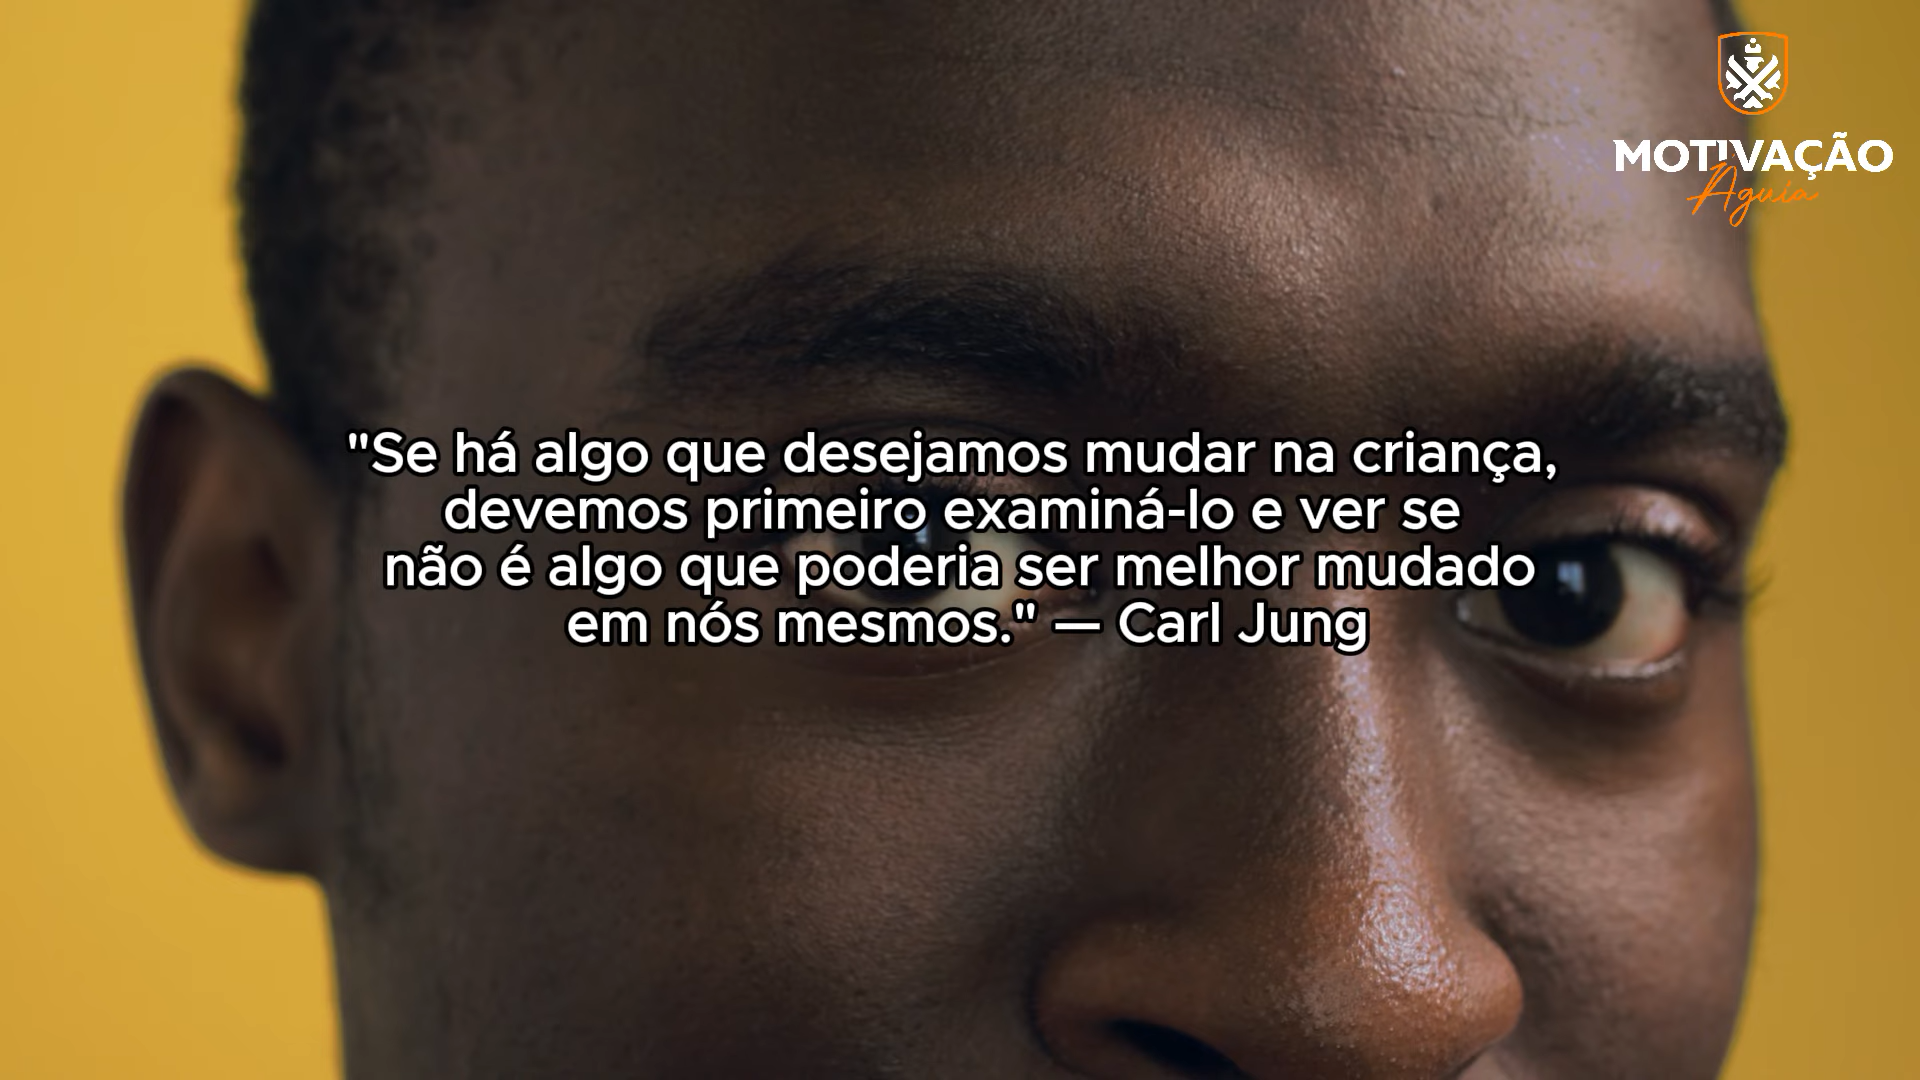 MOTIVAÇÃO
Aguia
"Se há algo que desejamos mudar na criança,
devemos primeiro examiná-lo e ver se
não é algo que poderia ser melhor mudado
em nós mesmos." — Carl Jung